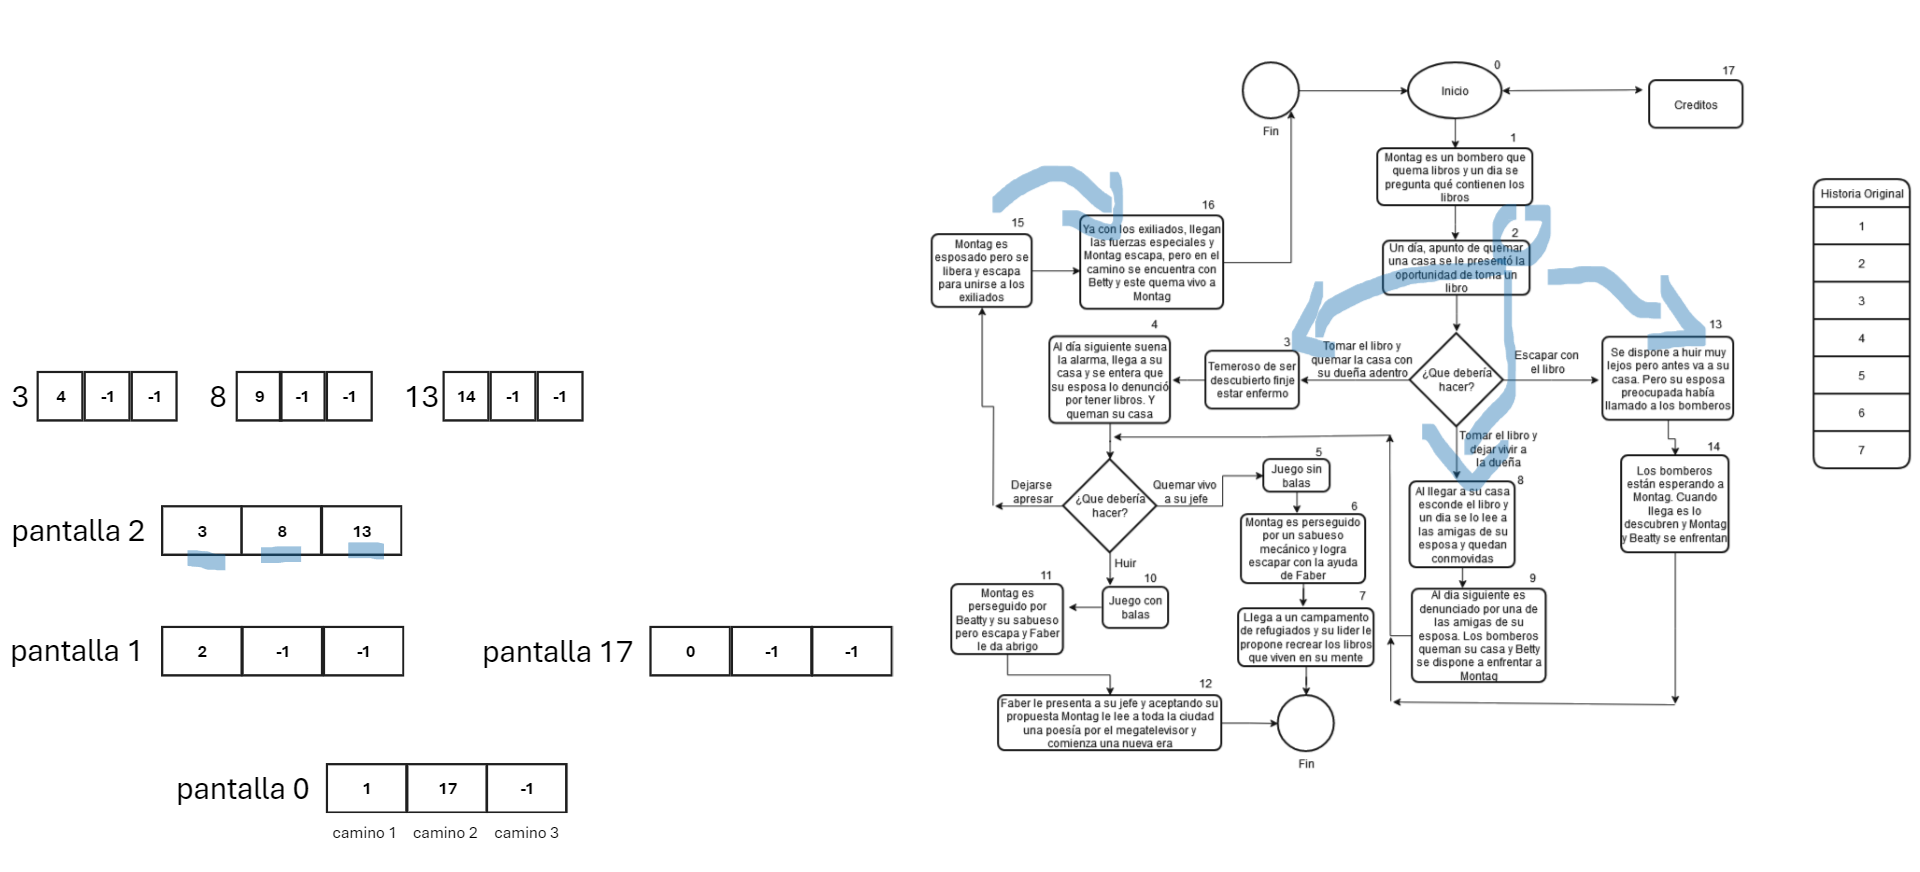 3 4 -1 -1
8 9 -1 -1
13 14 -1 -1
pantalla 2 3 8 13
pantalla 1 2 -1 -1
pantalla 17 0 -1 -1
pantalla 0 1 17 -1
camino 1 camino 2 camino 3
Fin
0
Inicio
17
Creditos
1
Montag es un bombero que
quema libros y un dia se
pregunta qué contienen los
libros
2
Un día, apunto de quemar
una casa se le presentó la
oportunidad de toma un
libro
¿Que debería
hacer?
Tomar el libro y
quemar la casa con
su dueña adentro
Escapar con
el libro
Tomar el libro y
dejar vivir a
la dueña
3
Temeroso de ser
descubierto finje
estar enfermo
4
Al día siguiente suena
la alarma, llega a su
casa y se entera que
su esposa lo denunció
por tener libros. Y
queman su casa
¿Que debería
hacer?
Dejarse
apresar
Quemar vivo
a su jefe
Huir
15
Montag es
esposado pero se
libera y escapa
para unirse a los
exiliados
16
Ya con los exiliados, llegan
las fuerzas especiales y
Montag escapa, pero en el
camino se encuentra con
Betty y este quema vivo a
Montag
5
Juego sin
balas
6
Montag es perseguido
por un sabueso
mecánico y logra
escapar con la ayuda
de Faber
7
Llega a un campamento
de refugiados y su lider le
propone recrear los libros
que viven en su mente
10
Juego con
balas
11
Montag es
perseguido por
Beatty y su sabueso
pero escapa y Faber
le da abrigo
12
Faber le presenta a su jefe y aceptando su
propuesta Montag le lee a toda la ciudad
una poesía por el megatelevisor y
comienza una nueva era
Fin
8
Al llegar a su casa
esconde el libro y
un dia se lo lee a
las amigas de su
esposa y quedan
conmovidas
9
Al dia siguiente es
denunciado por una de
las amigas de su
esposa. Los bomberos
queman su casa y Betty
se dispone a enfrentar a
Montag
13
Se dispone a huir muy
lejos pero antes va a su
casa. Pero su esposa
preocupada había
llamado a los bomberos
14
Los bomberos
están esperando a
Montag. Cuando
llega es lo
descubren y Montag
y Beatty se enfrentan
Historia Original
1
2
3
4
5
6
7